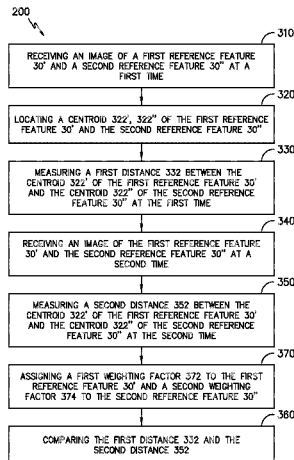 200
310
RECEIVING AN IMAGE OF A FIRST REFERENCE FEATURE
30' AND A SECOND REFERENCE FEATURE 30" AT A
FIRST TIME
320
LOCATING A CENTROID 322', 322" OF THE FIRST REFERENCE
FEATURE 30' AND THE SECOND REFERENCE FEATURE 30"
330
MEASURING A FIRST DISTANCE 332 BETWEEN THE
CENTROID 322' OF THE FIRST REFERENCE FEATURE 30'
AND THE CENTROID 322" OF THE SECOND REFERENCE
FEATURE 30" AT THE FIRST TIME
340
RECEIVING AN IMAGE OF THE FIRST REFERENCE FEATURE
30' AND THE SECOND REFERENCE FEATURE 30" AT A
SECOND TIME
350
MEASURING A SECOND DISTANCE 352 BETWEEN THE
CENTROID 322' OF THE FIRST REFERENCE FEATURE 30'
AND THE CENTROID 322" OF THE SECOND REFERENCE
FEATURE 30" AT THE SECOND TIME
370
ASSIGNING A FIRST WEIGHTING FACTOR 372 TO THE FIRST
REFERENCE FEATURE 30' AND A SECOND WEIGHTING
FACTOR 374 TO THE SECOND REFERENCE FEATURE 30"
360
COMPARING THE FIRST DISTANCE 332 AND THE
SECOND DISTANCE 352